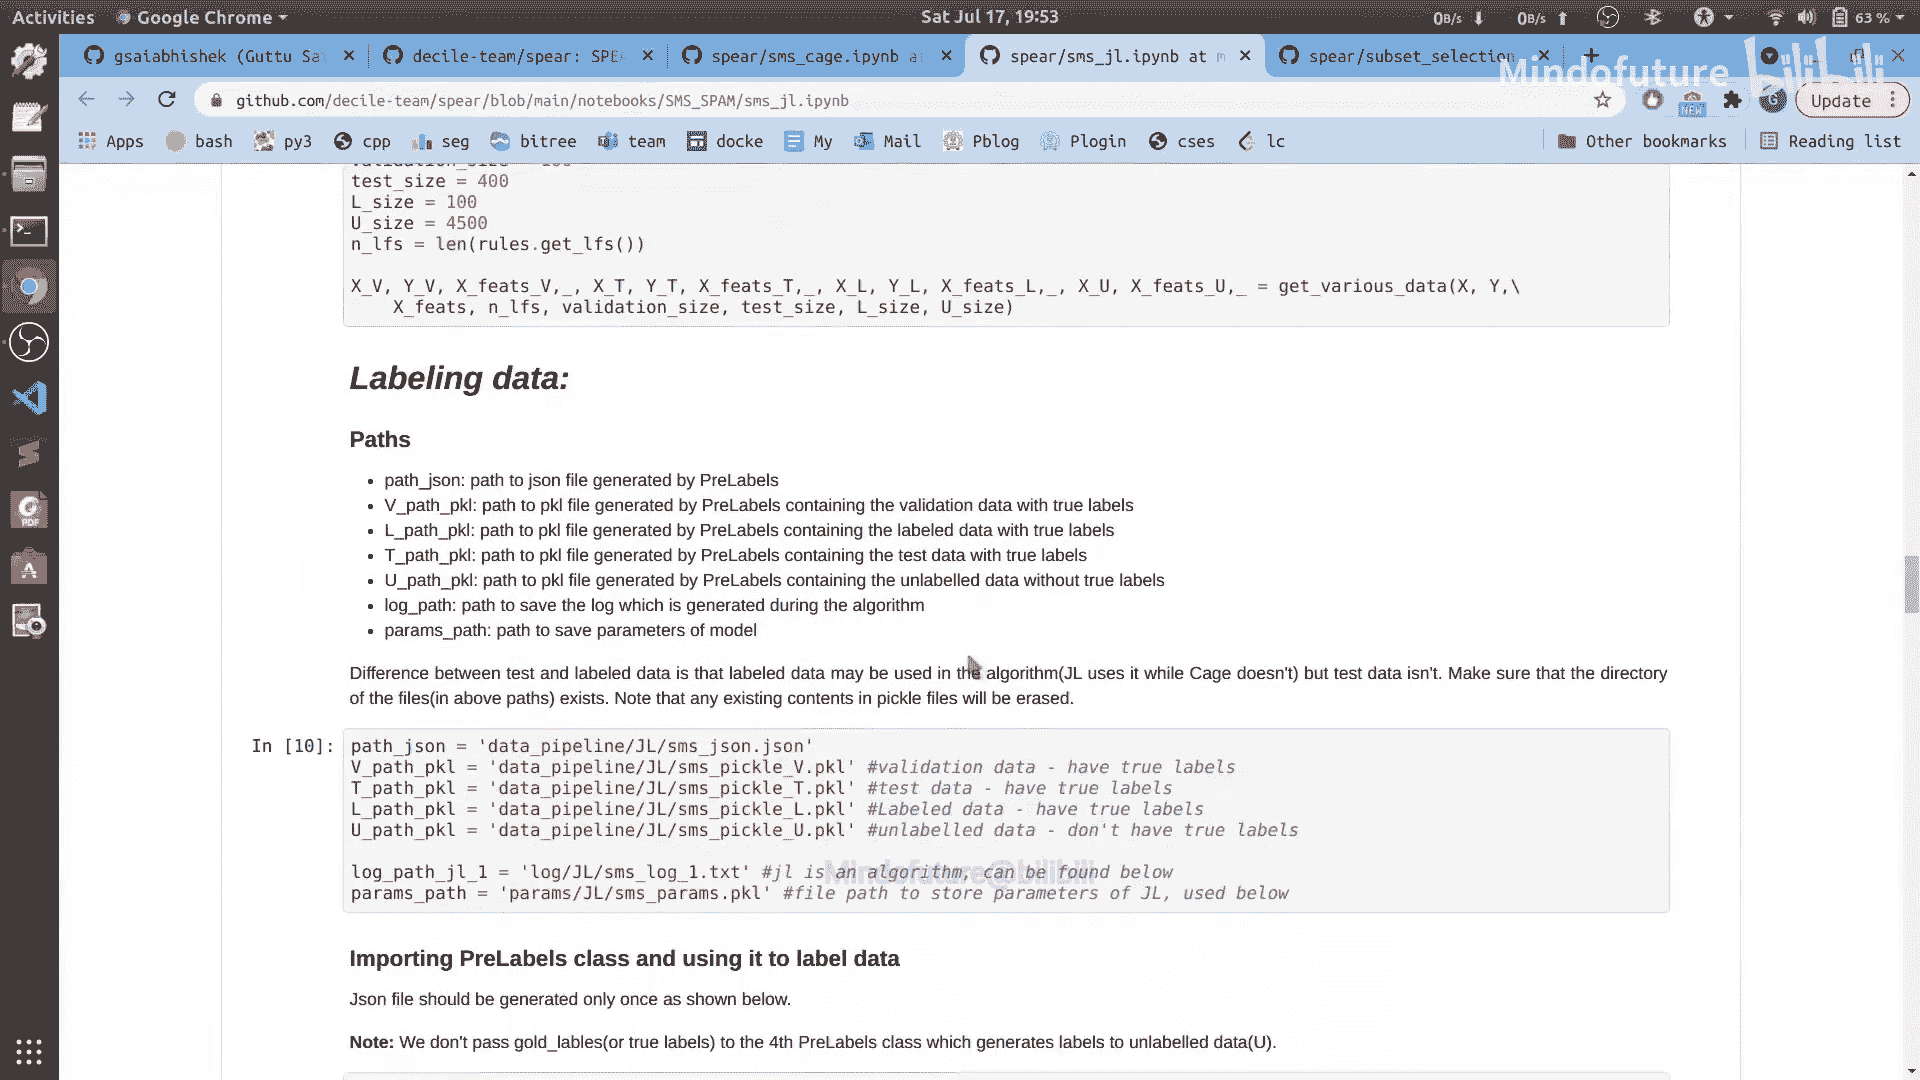 Activities Google Chrome Sat Jul 17, 19:53 0B/s 0B/s 63 %
gsaiabhishek (Guttu Sai decile-team/spear: SPE spear/sms_cage.ipynb a spear/sms_jl.ipynb at m spear/subset_selection
Mindofuture bilibili
github.com/decile-team/spear/blob/main/notebooks/SMS_SPAM/sms_jl.ipynb NEW G Update
Apps bash py3 cpp seg bitree team docke My Mail Pblog Plogin cses lc Other bookmarks Reading list
test_size = 400
L_size = 100
U_size = 4500
n_lfs = len(rules.get_lfs())
X_V, Y_V, X_feats_V,_, X_T, Y_T, X_feats_T,_, X_L, Y_L, X_feats_L,_, X_U, X_feats_U,_ = get_various_data(X, Y,\
X_feats, n_lfs, validation_size, test_size, L_size, U_size)
Labeling data:
Paths
• path_json: path to json file generated by PreLabels
• V_path_pkl: path to pkl file generated by PreLabels containing the validation data with true labels
• L_path_pkl: path to pkl file generated by PreLabels containing the labeled data with true labels
• T_path_pkl: path to pkl file generated by PreLabels containing the test data with true labels
• U_path_pkl: path to pkl file generated by PreLabels containing the unlabelled data without true labels
• log_path: path to save the log which is generated during the algorithm
• params_path: path to save parameters of model
Difference between test and labeled data is that labeled data may be used in the algorithm(JL uses it while Cage doesn't) but test data isn't. Make sure that the directory
of the files(in above paths) exists. Note that any existing contents in pickle files will be erased.
In [10]: path_json = 'data_pipeline/JL/sms_json.json'
V_path_pkl = 'data_pipeline/JL/sms_pickle_V.pkl' #validation data - have true labels
T_path_pkl = 'data_pipeline/JL/sms_pickle_T.pkl' #test data - have true labels
L_path_pkl = 'data_pipeline/JL/sms_pickle_L.pkl' #Labeled data - have true labels
U_path_pkl = 'data_pipeline/JL/sms_pickle_U.pkl' #unlabelled data - don't have true labels
log_path_jl_1 = 'log/JL/sms_log_1.txt' #jl is an algorithm, can be found below
Mindofuture@bilibili
params_path = 'params/JL/sms_params.pkl' #file path to store parameters of JL, used below
Importing PreLabels class and using it to label data
Json file should be generated only once as shown below.
Note: We don't pass gold_lables(or true labels) to the 4th PreLabels class which generates labels to unlabelled data(U).